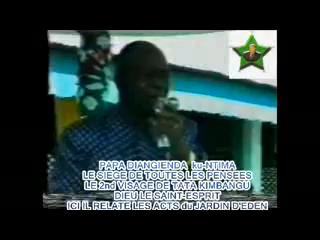 PAPA DIANGIENDA ku-NTIMA
LE SIEGE DE TOUTES LES PENSEES
LE 2nd VISAGE DE TATA KIMBANGU
DIEU LE SAINT-ESPRIT
ICI IL RELATE LES ACTS du JARDIN D'EDEN